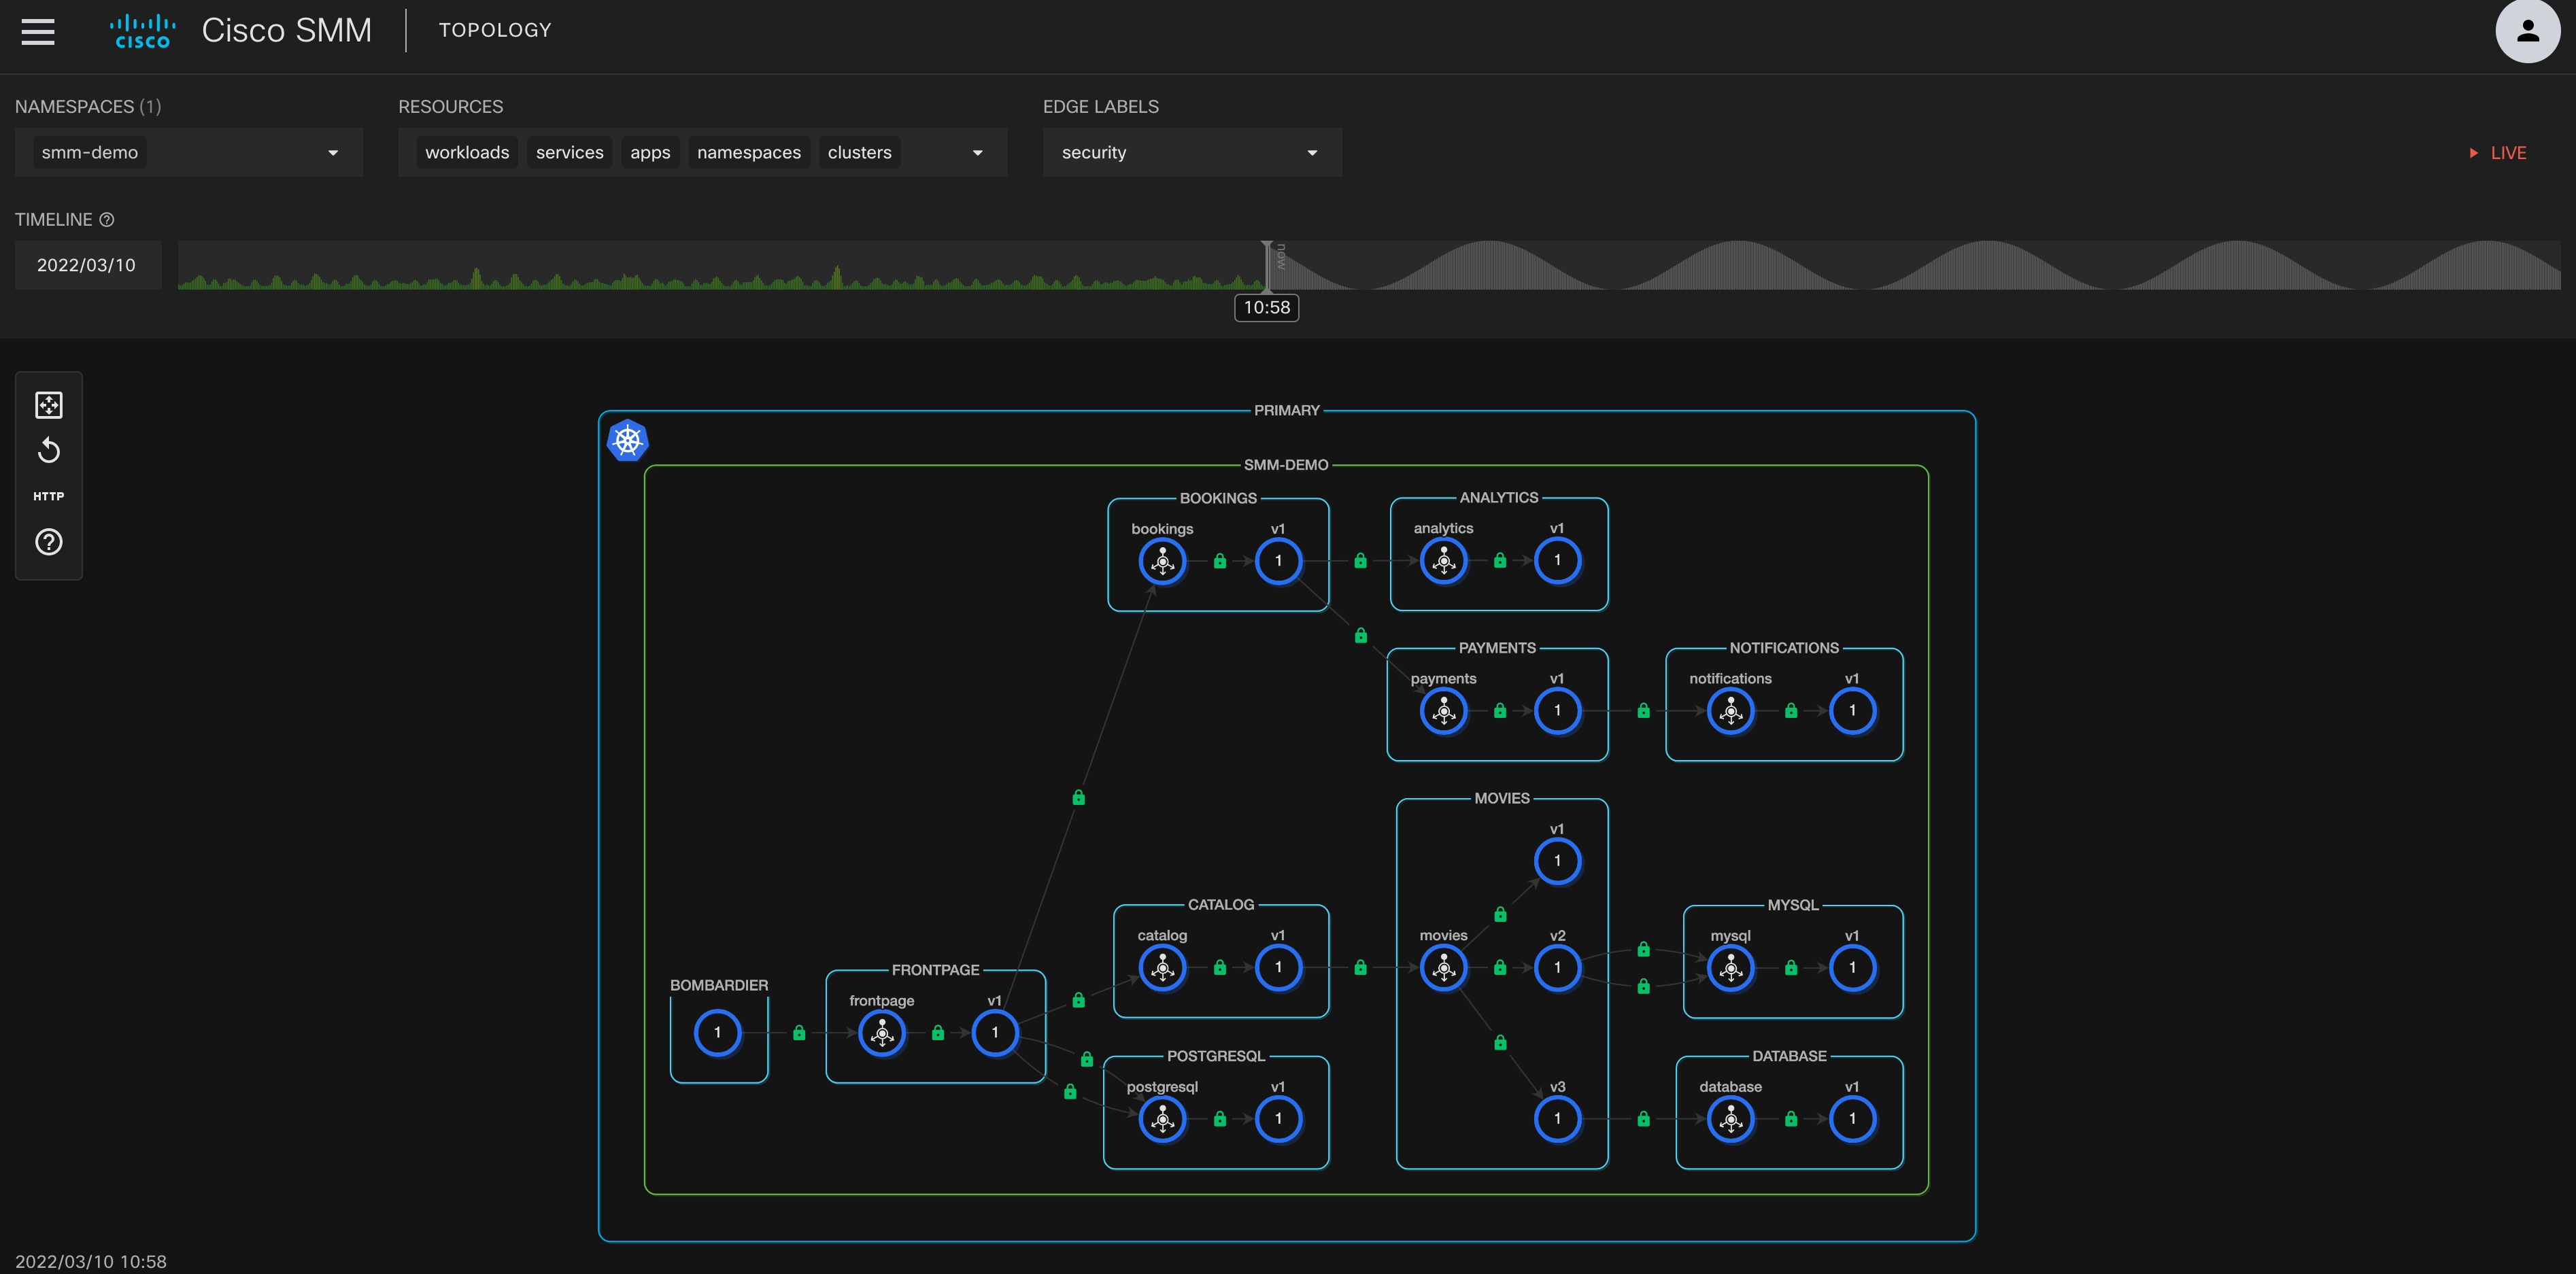 CISCO Cisco SMM TOPOLOGY
NAMESPACES (1) RESOURCES EDGE LABELS
smm-demo workloads services apps namespaces clusters security LIVE
TIMELINE
2022/03/10
now
10:58
PRIMARY
SMM-DEMO
HTTP
BOOKINGS ANALYTICS
bookings v1 analytics v1
1 1
PAYMENTS NOTIFICATIONS
payments v1 notifications v1
1 1
MOVIES
v1
1
CATALOG MYSQL
catalog v1 movies v2 mysql v1
1 1 1
FRONTPAGE
BOMBARDIER
frontpage v1
1 1
POSTGRESQL DATABASE
postgresql v1 v3 database v1
1 1 1
2022/03/10 10:58